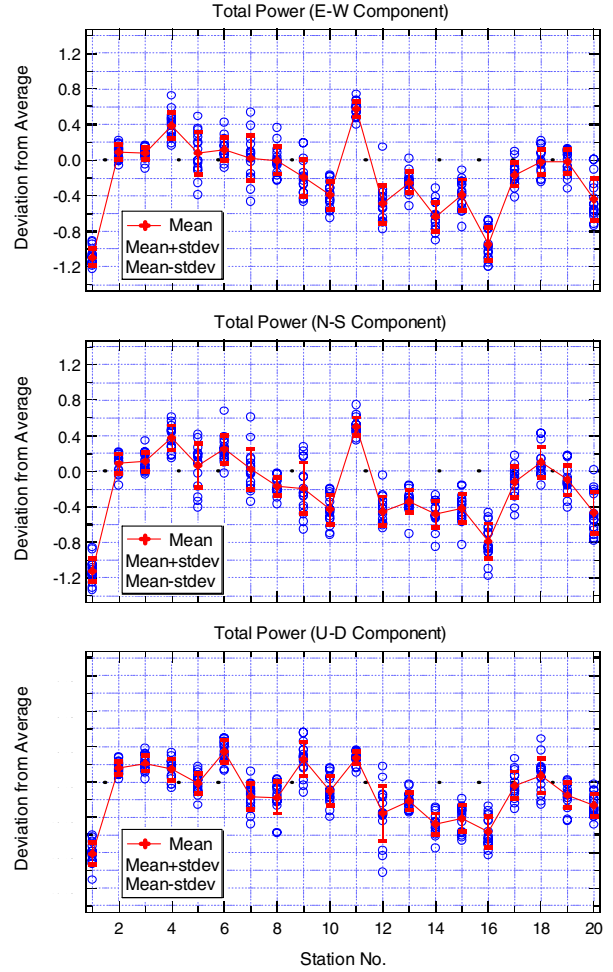 Total Power (E-W Component)
Deviation from Average
1.2
0.8
0.4
0.0
-0.4
-0.8
-1.2
Mean
Mean+stdev
Mean-stdev
Total Power (N-S Component)
Deviation from Average
1.2
0.8
0.4
0.0
-0.4
-0.8
-1.2
Mean
Mean+stdev
Mean-stdev
Total Power (U-D Component)
Deviation from Average
Mean
Mean+stdev
Mean-stdev
2 4 6 8 10 12 14 16 18 20
Station No.